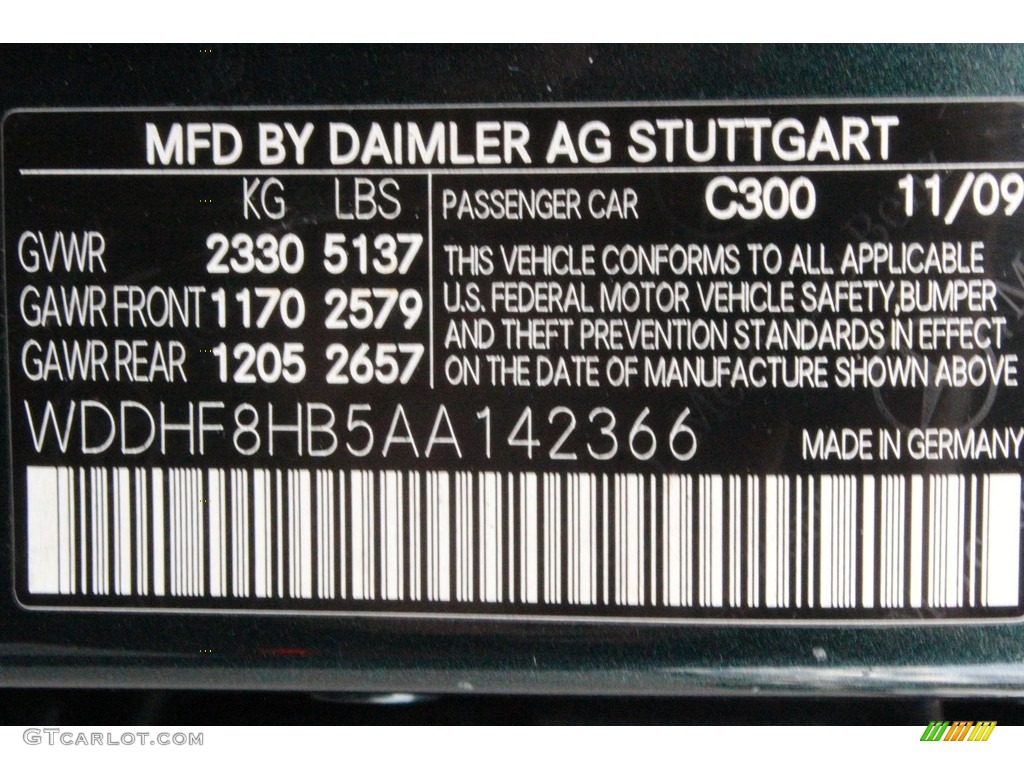 MFD BY DAIMLER AG STUTTGART
KG LBS
GVWR 2330 5137
GAWR FRONT 1170 2579
GAWR REAR 1205 2657
PASSENGER CAR C300 11/09
THIS VEHICLE CONFORMS TO ALL APPLICABLE
U.S. FEDERAL MOTOR VEHICLE SAFETY,BUMPER
AND THEFT PREVENTION STANDARDS IN EFFECT
ON THE DATE OF MANUFACTURE SHOWN ABOVE
WDDHF8HB5AA142366
MADE IN GERMANY
GTCarLot.com